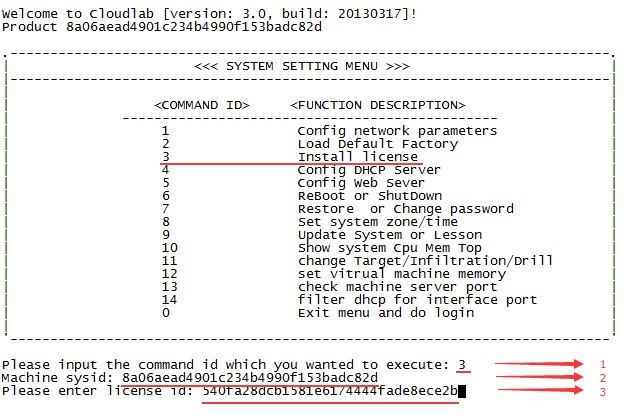 Welcome to Cloudlab [version: 3.0, build: 20130317]!
Product 8a06aead4901c234b4990f153badc82d
<<< SYSTEM SETTING MENU >>>
<COMMAND ID> <FUNCTION DESCRIPTION>
1 Config network parameters
2 Load Default Factory
3 Install license
4 Config DHCP Server
5 Config Web Sever
6 ReBoot or ShutDown
7 Restore or Change password
8 Set system zone/time
9 Update System or Lesson
10 Show system Cpu Mem Top
11 change Target/Infiltration/Drill
12 set vitrual machine memory
13 check machine server port
14 filter dhcp for interface port
0 Exit menu and do login
Please input the command id which you wanted to execute: 3 1
Machine sysid: 8a06aead4901c234b4990f153badc82d 2
Please enter license id: 540fa28dcb1581e6174444fade8ece2b 3